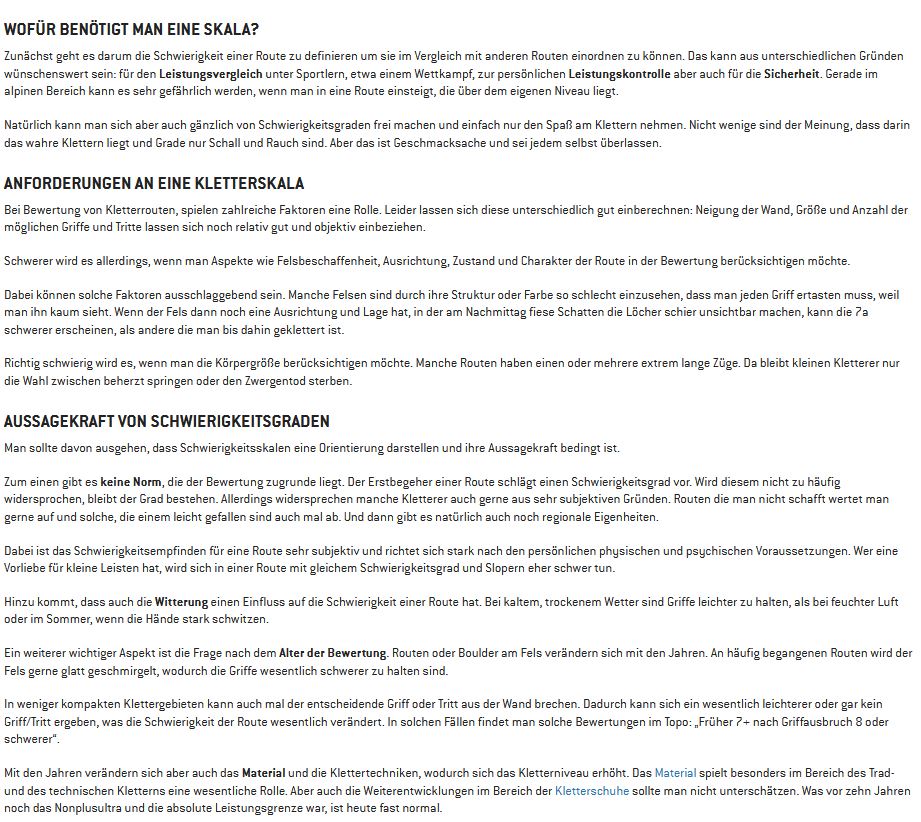 WOFÜR BENÖTIGT MAN EINE SKALA?
Zunächst geht es darum die Schwierigkeit einer Route zu definieren um sie im Vergleich mit anderen Routen einordnen zu können. Das kann aus unterschiedlichen Gründen
wünschenswert sein: für den Leistungsvergleich unter Sportlern, etwa einem Wettkampf, zur persönlichen Leistungskontrolle aber auch für die Sicherheit. Gerade im
alpinen Bereich kann es sehr gefährlich werden, wenn man in eine Route einsteigt, die über dem eigenen Niveau liegt.
Natürlich kann man sich aber auch gänzlich von Schwierigkeitsgraden frei machen und einfach nur den Spaß am Klettern nehmen. Nicht wenige sind der Meinung, dass darin
das wahre Klettern liegt und Grade nur Schall und Rauch sind. Aber das ist Geschmacksache und sei jedem selbst überlassen.
ANFORDERUNGEN AN EINE KLETTERSKALA
Bei Bewertung von Kletterrouten, spielen zahlreiche Faktoren eine Rolle. Leider lassen sich diese unterschiedlich gut einberechnen: Neigung der Wand, Größe und Anzahl der
möglichen Griffe und Tritte lassen sich noch relativ gut und objektiv einbeziehen.
Schwerer wird es allerdings, wenn man Aspekte wie Felsbeschaffenheit, Ausrichtung, Zustand und Charakter der Route in der Bewertung berücksichtigen möchte.
Dabei können solche Faktoren ausschlaggebend sein. Manche Felsen sind durch ihre Struktur oder Farbe so schlecht einzusehen, dass man jeden Griff ertasten muss, weil
man ihn kaum sieht. Wenn der Fels dann noch eine Ausrichtung und Lage hat, in der am Nachmittag fiese Schatten die Löcher schier unsichtbar machen, kann die 7a
schwerer erscheinen, als andere die man bis dahin geklettert ist.
Richtig schwierig wird es, wenn man die Körpergröße berücksichtigen möchte. Manche Routen haben einen oder mehrere extrem lange Züge. Da bleibt kleinen Kletterer nur
die Wahl zwischen beherzt springen oder den Zwergentod sterben.
AUSSAGEKRAFT VON SCHWIERIGKEITSGRADEN
Man sollte davon ausgehen, dass Schwierigkeitsskalen eine Orientierung darstellen und ihre Aussagekraft bedingt ist.
Zum einen gibt es keine Norm, die der Bewertung zugrunde liegt. Der Erstbegeher einer Route schlägt einen Schwierigkeitsgrad vor. Wird diesem nicht zu häufig
widersprochen, bleibt der Grad bestehen. Allerdings widersprechen manche Kletterer auch gerne aus sehr subjektiven Gründen. Routen die man nicht schafft wertet man
gerne auf und solche, die einem leicht gefallen sind auch mal ab. Und dann gibt es natürlich auch noch regionale Eigenheiten.
Dabei ist das Schwierigkeitsempfinden für eine Route sehr subjektiv und richtet sich stark nach den persönlichen physischen und psychischen Voraussetzungen. Wer eine
Vorliebe für kleine Leisten hat, wird sich in einer Route mit gleichem Schwierigkeitsgrad und Slopern eher schwer tun.
Hinzu kommt, dass auch die Witterung einen Einfluss auf die Schwierigkeit einer Route hat. Bei kaltem, trockenem Wetter sind Griffe leichter zu halten, als bei feuchter Luft
oder im Sommer, wenn die Hände stark schwitzen.
Ein weiterer wichtiger Aspekt ist die Frage nach dem Alter der Bewertung. Routen oder Boulder am Fels verändern sich mit den Jahren. An häufig begangenen Routen wird der
Fels gerne glatt geschmirgelt, wodurch die Griffe wesentlich schwerer zu halten sind.
In weniger kompakten Klettergebieten kann auch mal der entscheidende Griff oder Tritt aus der Wand brechen. Dadurch kann sich ein wesentlich leichterer oder gar kein
Griff/Tritt ergeben, was die Schwierigkeit der Route wesentlich verändert. In solchen Fällen findet man solche Bewertungen im Topo: „Früher 7+ nach Griffausbruch 8 oder
schwerer“.
Mit den Jahren verändern sich aber auch das Material und die Klettertechniken, wodurch sich das Kletterniveau erhöht. Das Material spielt besonders im Bereich des Trad-
und des technischen Kletterns eine wesentliche Rolle. Aber auch die Weiterentwicklungen im Bereich der Kletterschuhe sollte man nicht unterschätzen. Was vor zehn Jahren
noch das Nonplusultra und die absolute Leistungsgrenze war, ist heute fast normal.